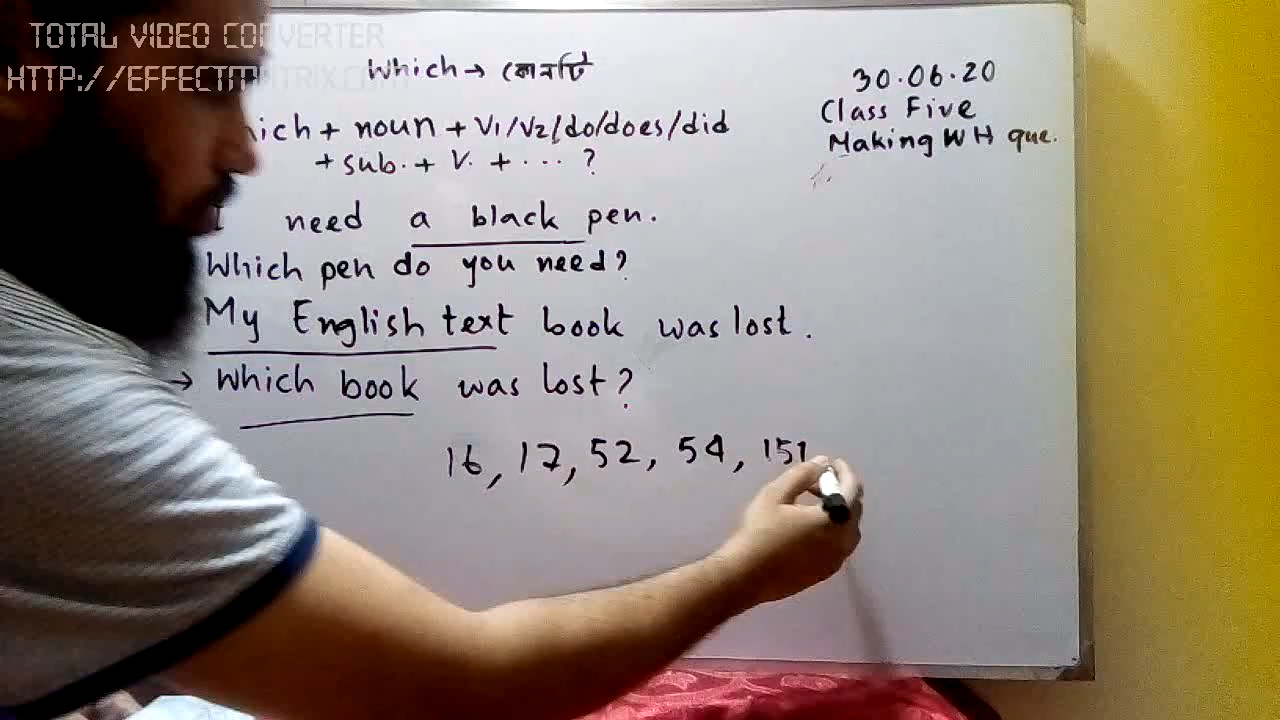 TOTAL VIDEO CONVERTER
HTTP://EFFECTMATRIX.COM
Which → কোনটি
30.06.20
Class Five
Making WH que.
ich + noun + V1/V2/do/does/did
+ sub. + V. + ... ?
I need a black pen.
Which pen do you need?
My English text book was lost.
→ Which book was lost?
16, 17, 52, 54, 151